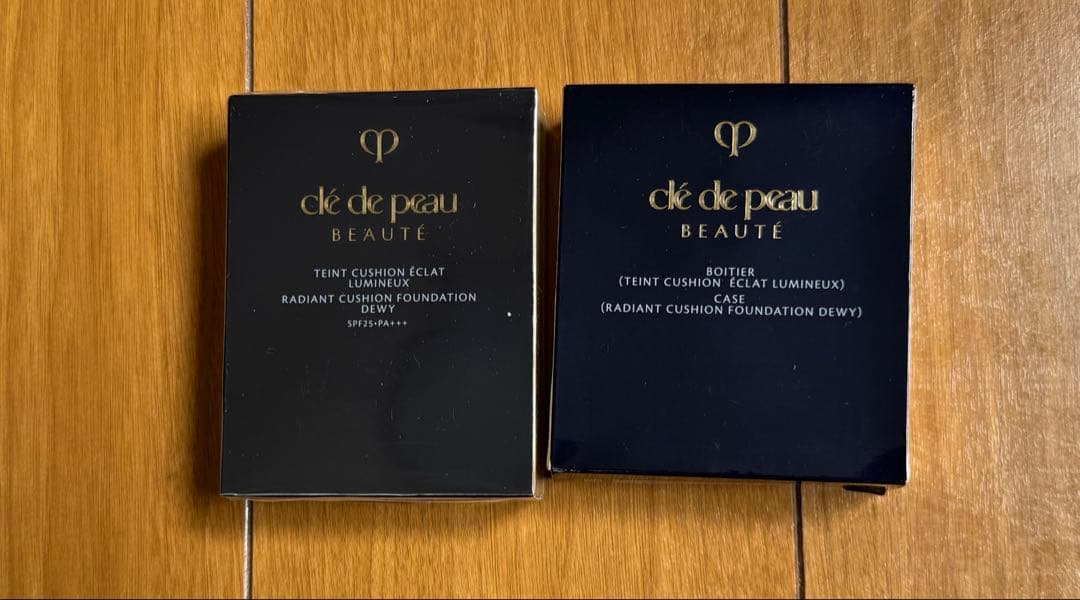 clé de peau
BEAUTÉ
TEINT CUSHION ÉCLAT
LUMINEUX
RADIANT CUSHION FOUNDATION
DEWY
SPF25•PA+++
clé de peau
BEAUTÉ
BOITIER
(TEINT CUSHION ÉCLAT LUMINEUX)
CASE
(RADIANT CUSHION FOUNDATION DEWY)